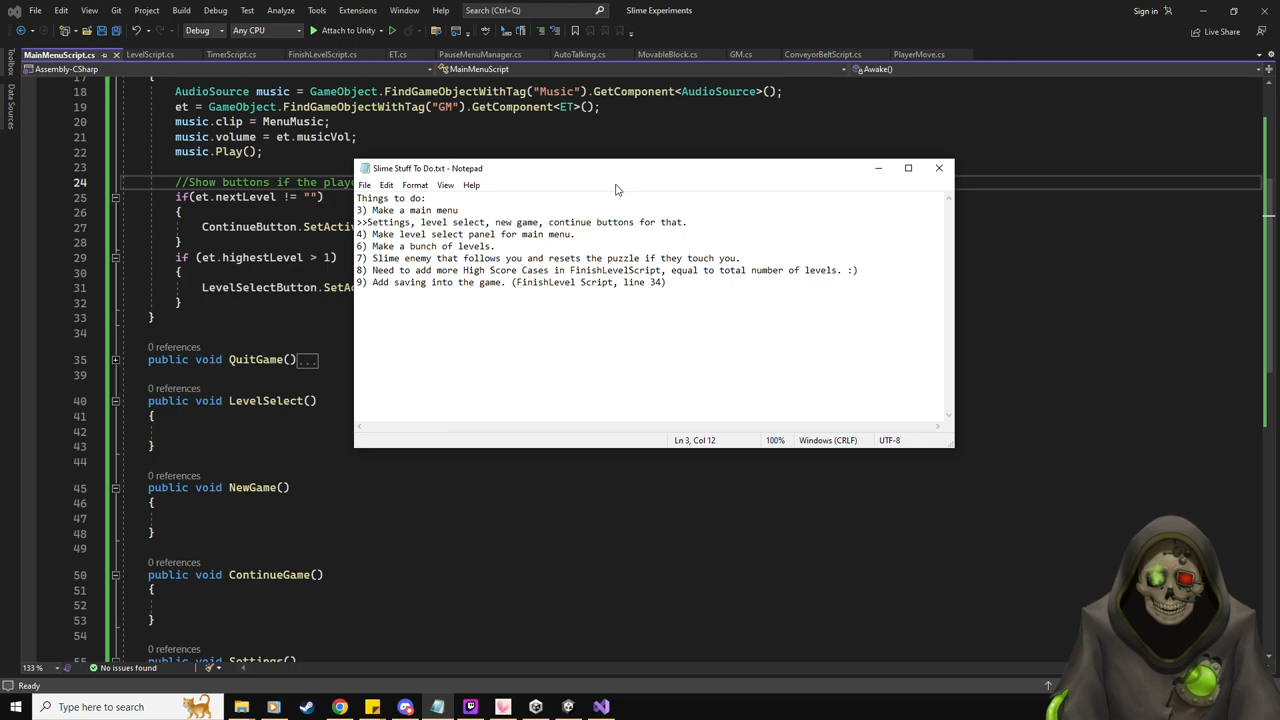 File Edit View Git Project Build Debug Test Analyze Tools Extensions Window Help Search (Ctrl+Q) Slime Experiments Sign in
Debug Any CPU Attach to Unity Live Share
MainMenuScript.cs LevelScript.cs TimerScript.cs FinishLevelScript.cs ET.cs PauseMenuManager.cs AutoTalking.cs MovableBlock.cs GM.cs ConveyorBeltScript.cs PlayerMove.cs
Assembly-CSharp MainMenuScript Awake()
Toolbox
Data Sources
17 {
18 AudioSource music = GameObject.FindGameObjectWithTag("Music").GetComponent<AudioSource>();
19 et = GameObject.FindGameObjectWithTag("GM").GetComponent<ET>();
20 music.clip = MenuMusic;
21 music.volume = et.musicVol;
22 music.Play();
23
24 //Show buttons if the playe
25 if(et.nextLevel != "")
26 {
27 ContinueButton.SetActiv
28 }
29 if (et.highestLevel > 1)
30 {
31 LevelSelectButton.SetAc
32 }
33 }
34
0 references
35 public void QuitGame()...
39
0 references
40 public void LevelSelect()
41 {
42
43 }
44
0 references
45 public void NewGame()
46 {
47
48 }
49
0 references
50 public void ContinueGame()
51 {
52
53 }
54
0 references
55 public void Settings()
Slime Stuff To Do.txt - Notepad
File Edit Format View Help
Things to do:
3) Make a main menu
>>Settings, level select, new game, continue buttons for that.
4) Make level select panel for main menu.
6) Make a bunch of levels.
7) Slime enemy that follows you and resets the puzzle if they touch you.
8) Need to add more High Score Cases in FinishLevelScript, equal to total number of levels. :)
9) Add saving into the game. (FinishLevel Script, line 34)
Ln 3, Col 12 100% Windows (CRLF) UTF-8
133 % No issues found
Ready
Type here to search